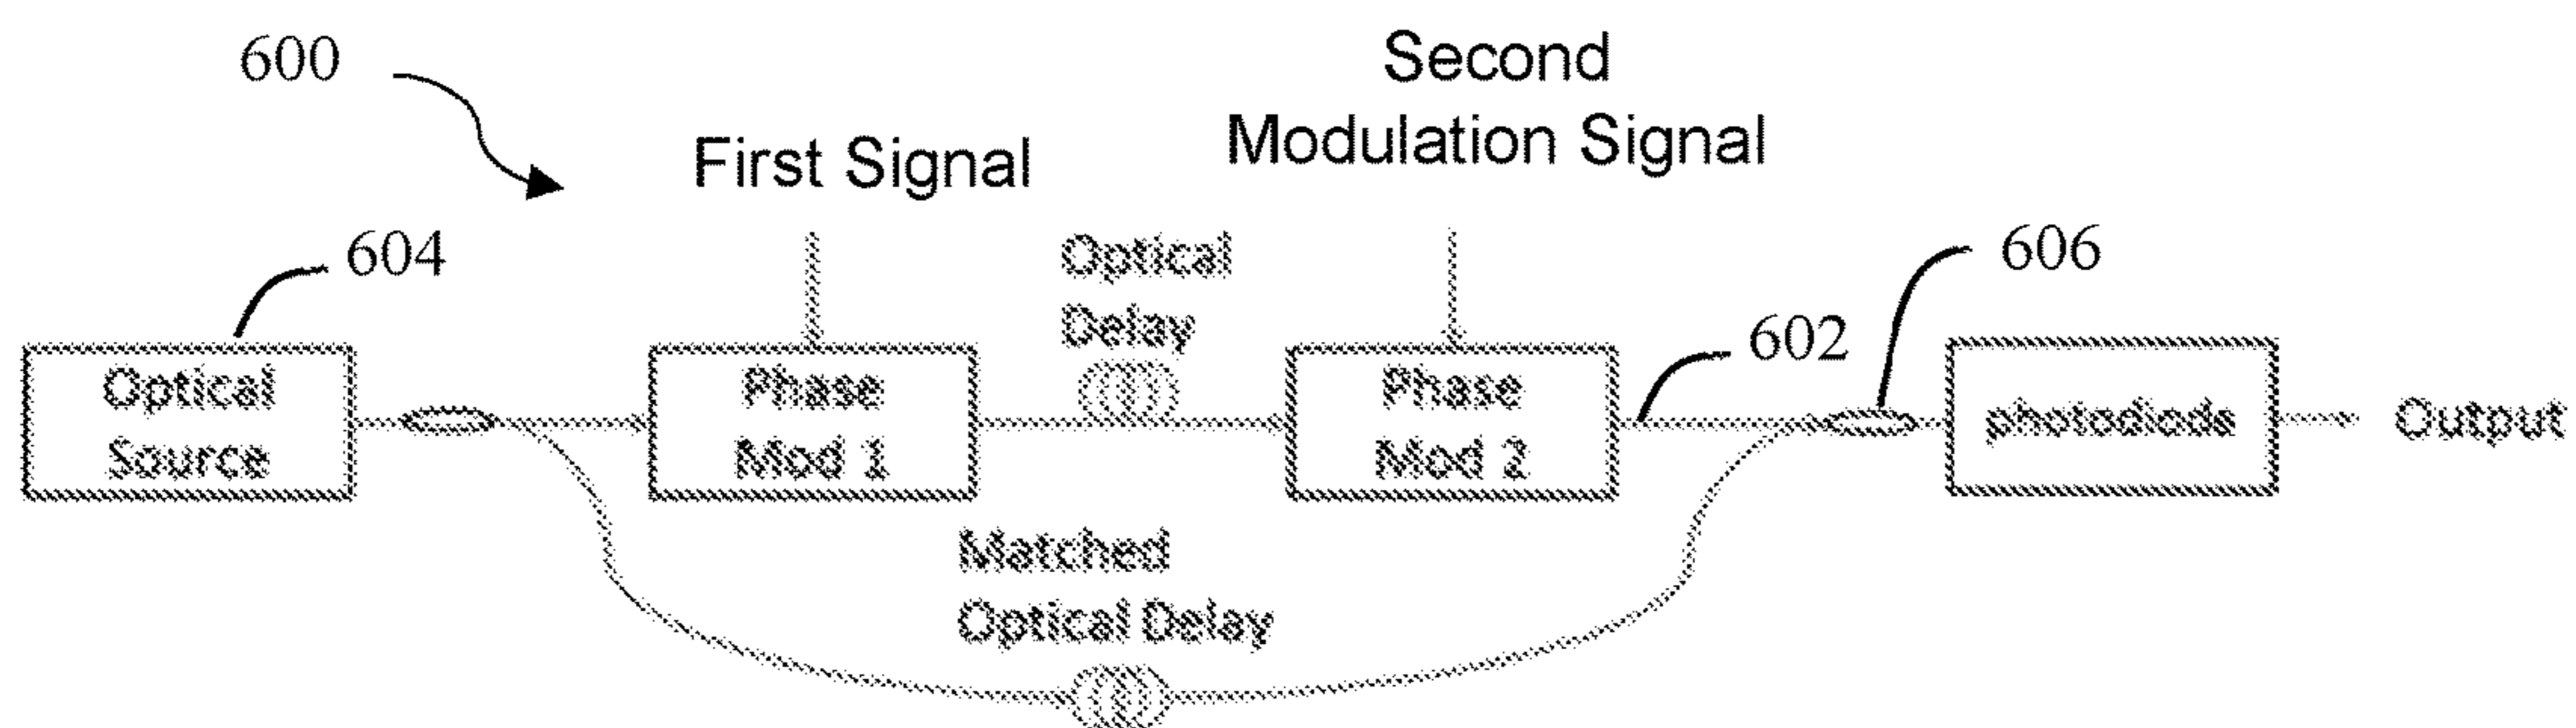 600
Second
Modulation Signal
First Signal
604
Optical
Delay
606
602
Optical
Source
Phase
Mod 1
Phase
Mod 2
photodiode
Output
Matched
Optical Delay